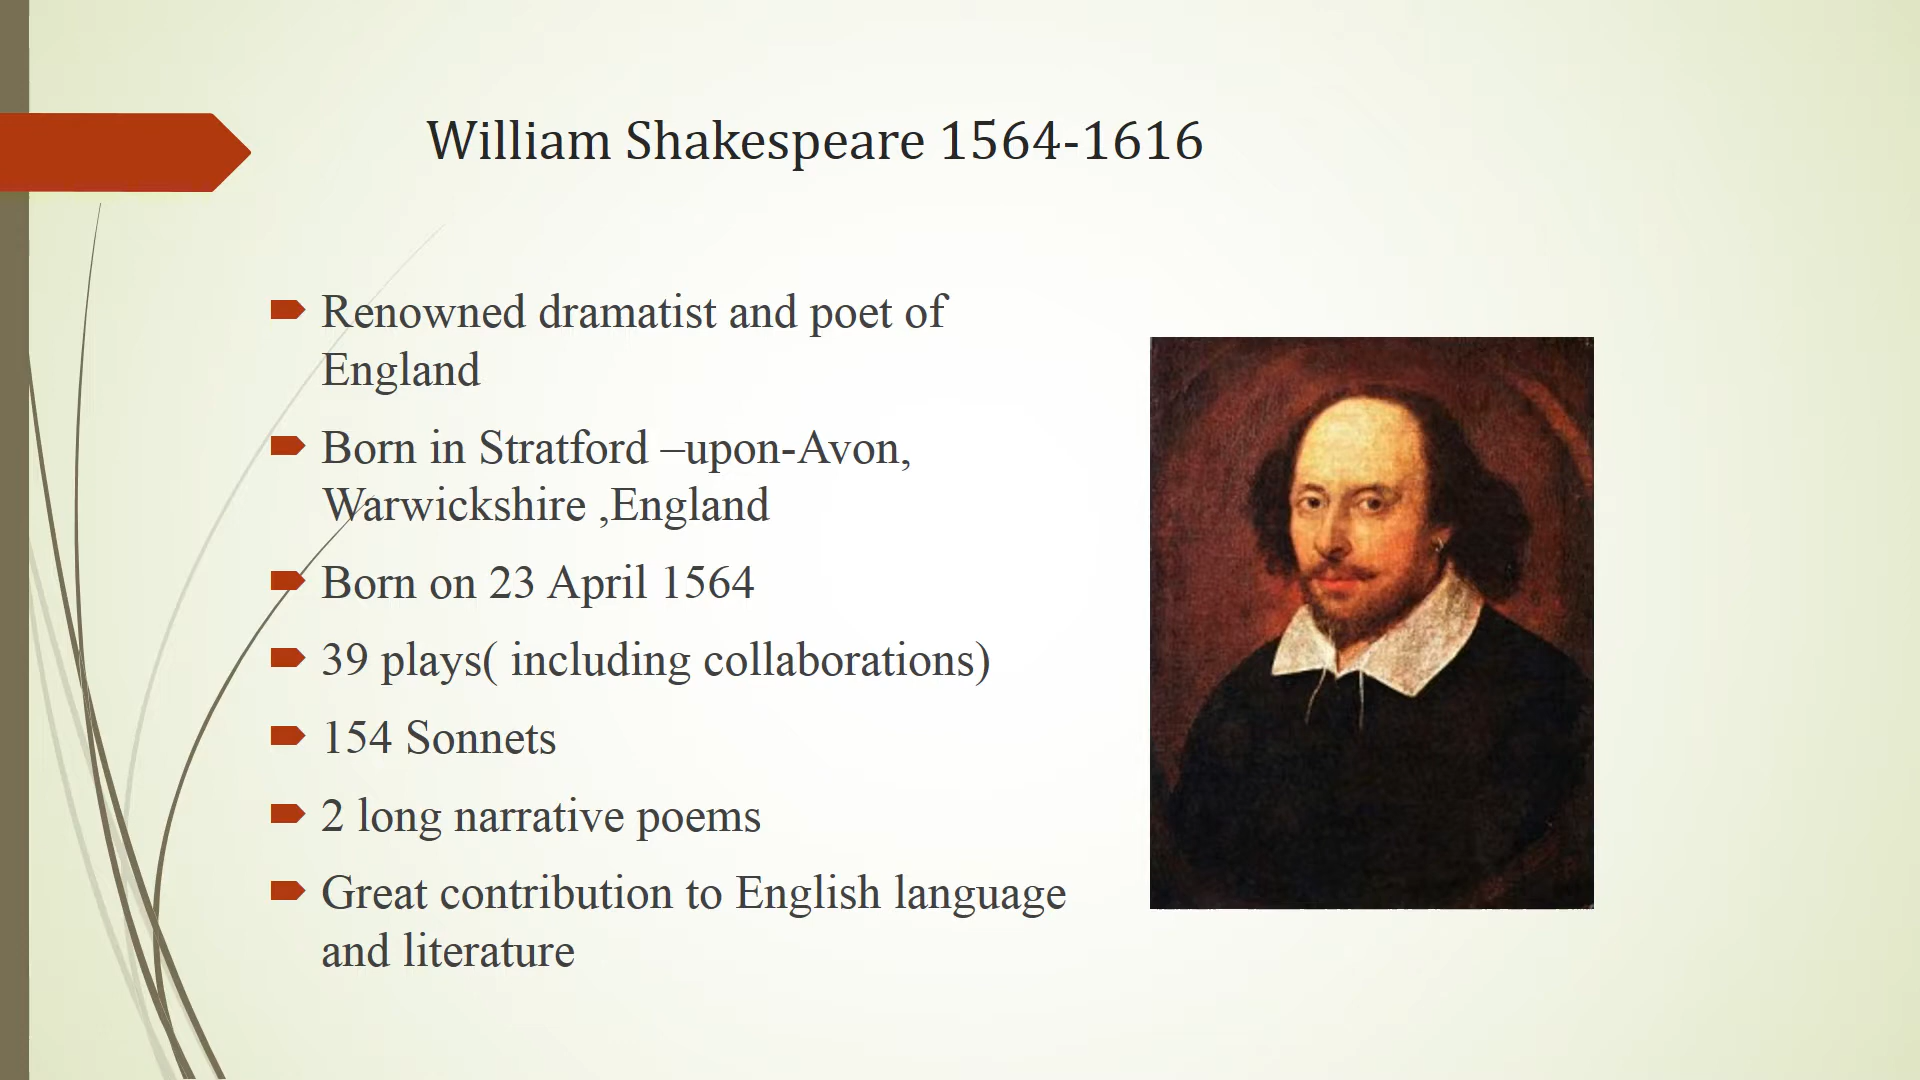 William Shakespeare 1564-1616
Renowned dramatist and poet of
England
Born in Stratford –upon-Avon,
Warwickshire ,England
Born on 23 April 1564
39 plays( including collaborations)
154 Sonnets
2 long narrative poems
Great contribution to English language
and literature